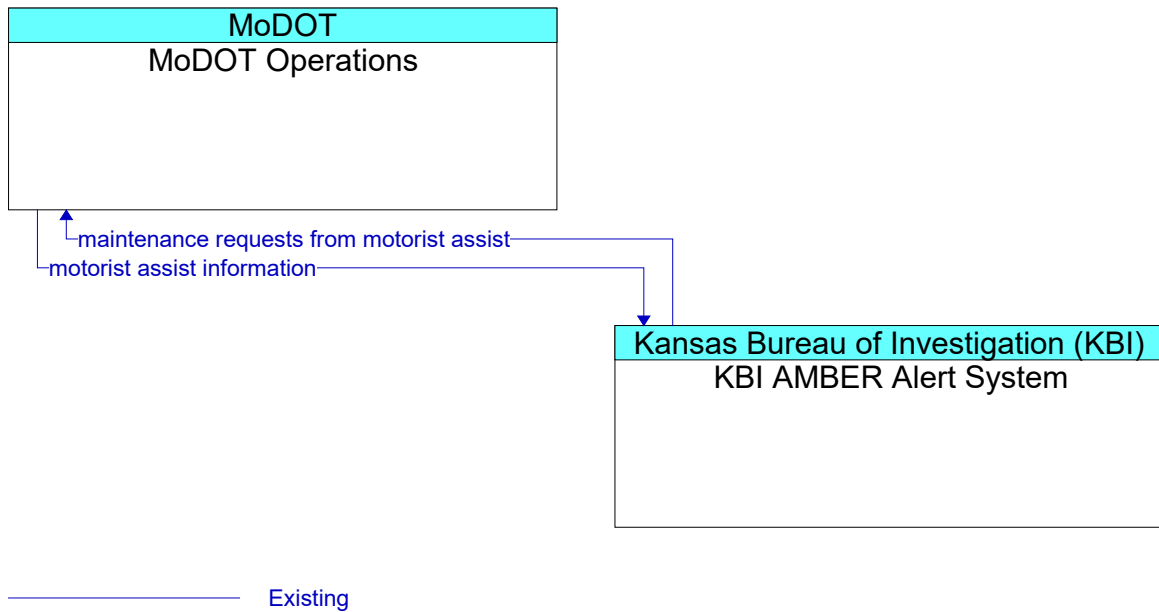 MoDOT
MoDOT Operations
maintenance requests from motorist assist
motorist assist information
Kansas Bureau of Investigation (KBI)
KBI AMBER Alert System
Existing